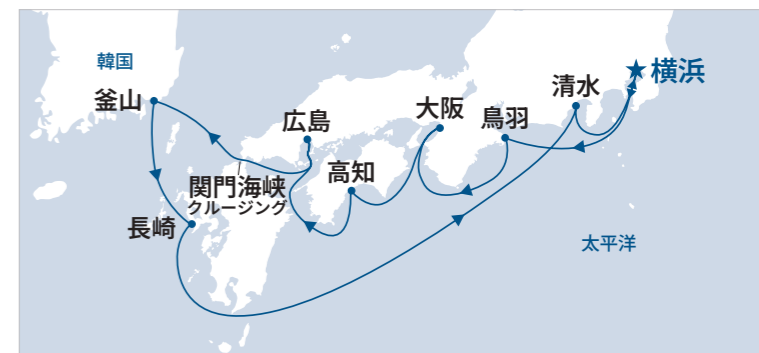 韓国
釜山
広島
大阪
鳥羽
清水
★横浜
高知
関門海峡
クルージング
長崎
太平洋